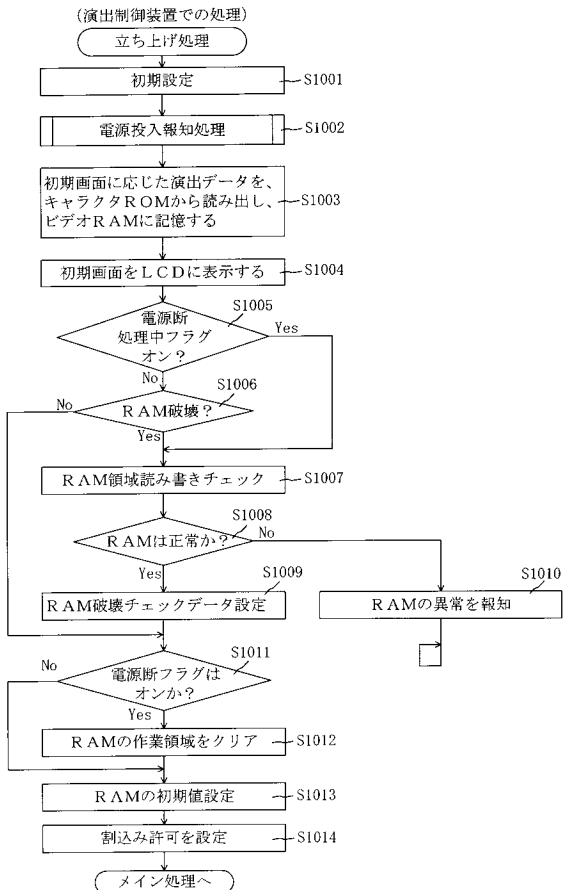 (演出制御装置での処理)
立ち上げ処理
初期設定
S1001
電源投入報知処理
S1002
初期画面に応じた演出データを、
キャラクタROMから読み出し、
ビデオRAMに記憶する
S1003
初期画面をLCDに表示する
S1004
S1005
電源断
処理中フラグ
オン?
Yes
No
S1006
RAM破壊?
No
Yes
RAM領域読み書きチェック
S1007
S1008
RAMは正常か?
No
Yes
S1009
RAM破壊チェックデータ設定
S1010
RAMの異常を報知
S1011
電源断フラグは
オンか?
No
Yes
RAMの作業領域をクリア
S1012
RAMの初期値設定
S1013
割込み許可を設定
S1014
メイン処理へ